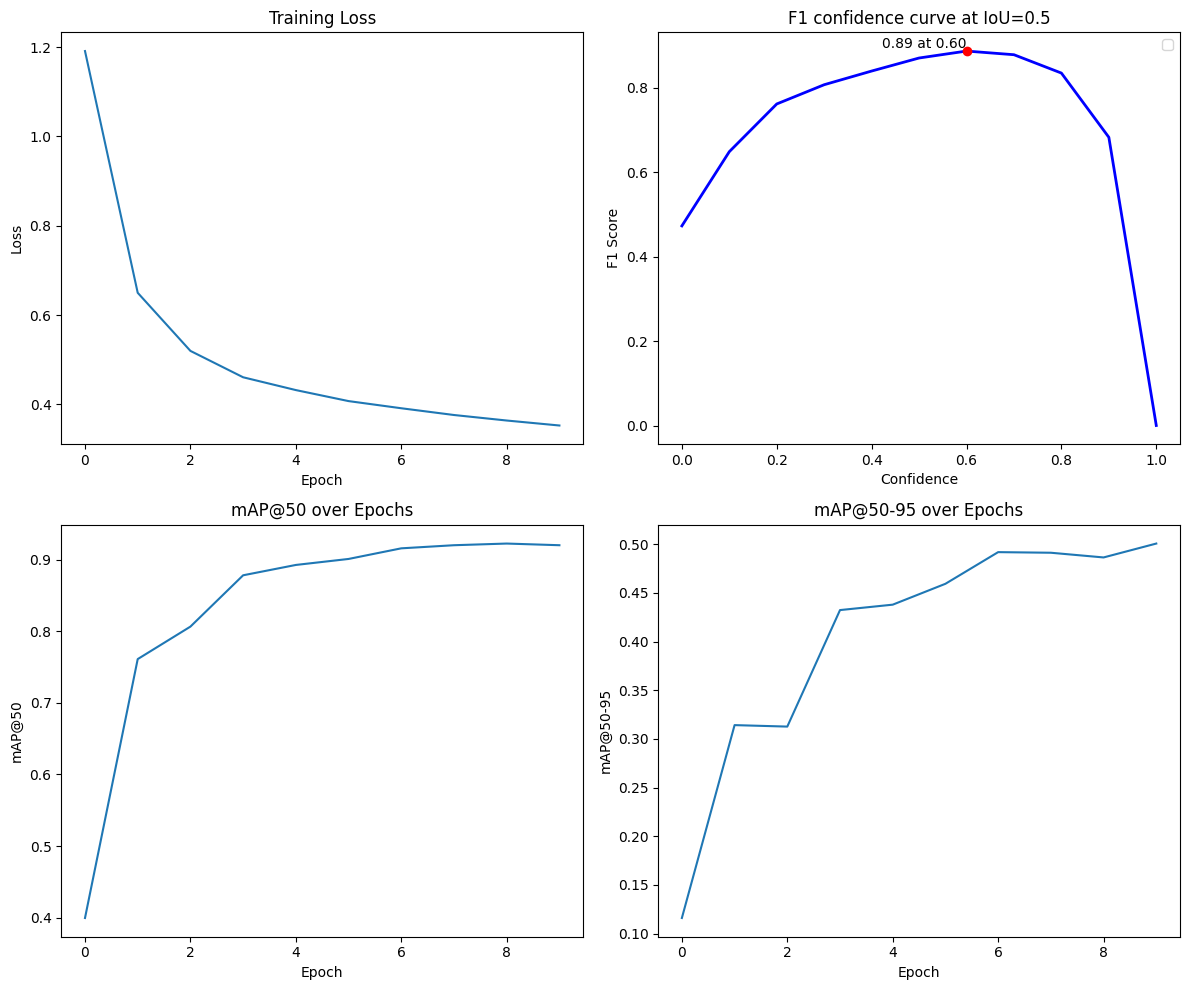 Training Loss
1.2
1.0
0.8
0.6
0.4
Loss
0 2 4 6 8
Epoch
F1 confidence curve at IoU=0.5
0.89 at 0.60
0.8
0.6
0.4
0.2
0.0
F1 Score
0.0 0.2 0.4 0.6 0.8 1.0
Confidence
mAP@50 over Epochs
0.9
0.8
0.7
0.6
0.5
0.4
mAP@50
0 2 4 6 8
Epoch
mAP@50-95 over Epochs
0.50
0.45
0.40
0.35
0.30
0.25
0.20
0.15
0.10
mAP@50-95
0 2 4 6 8
Epoch